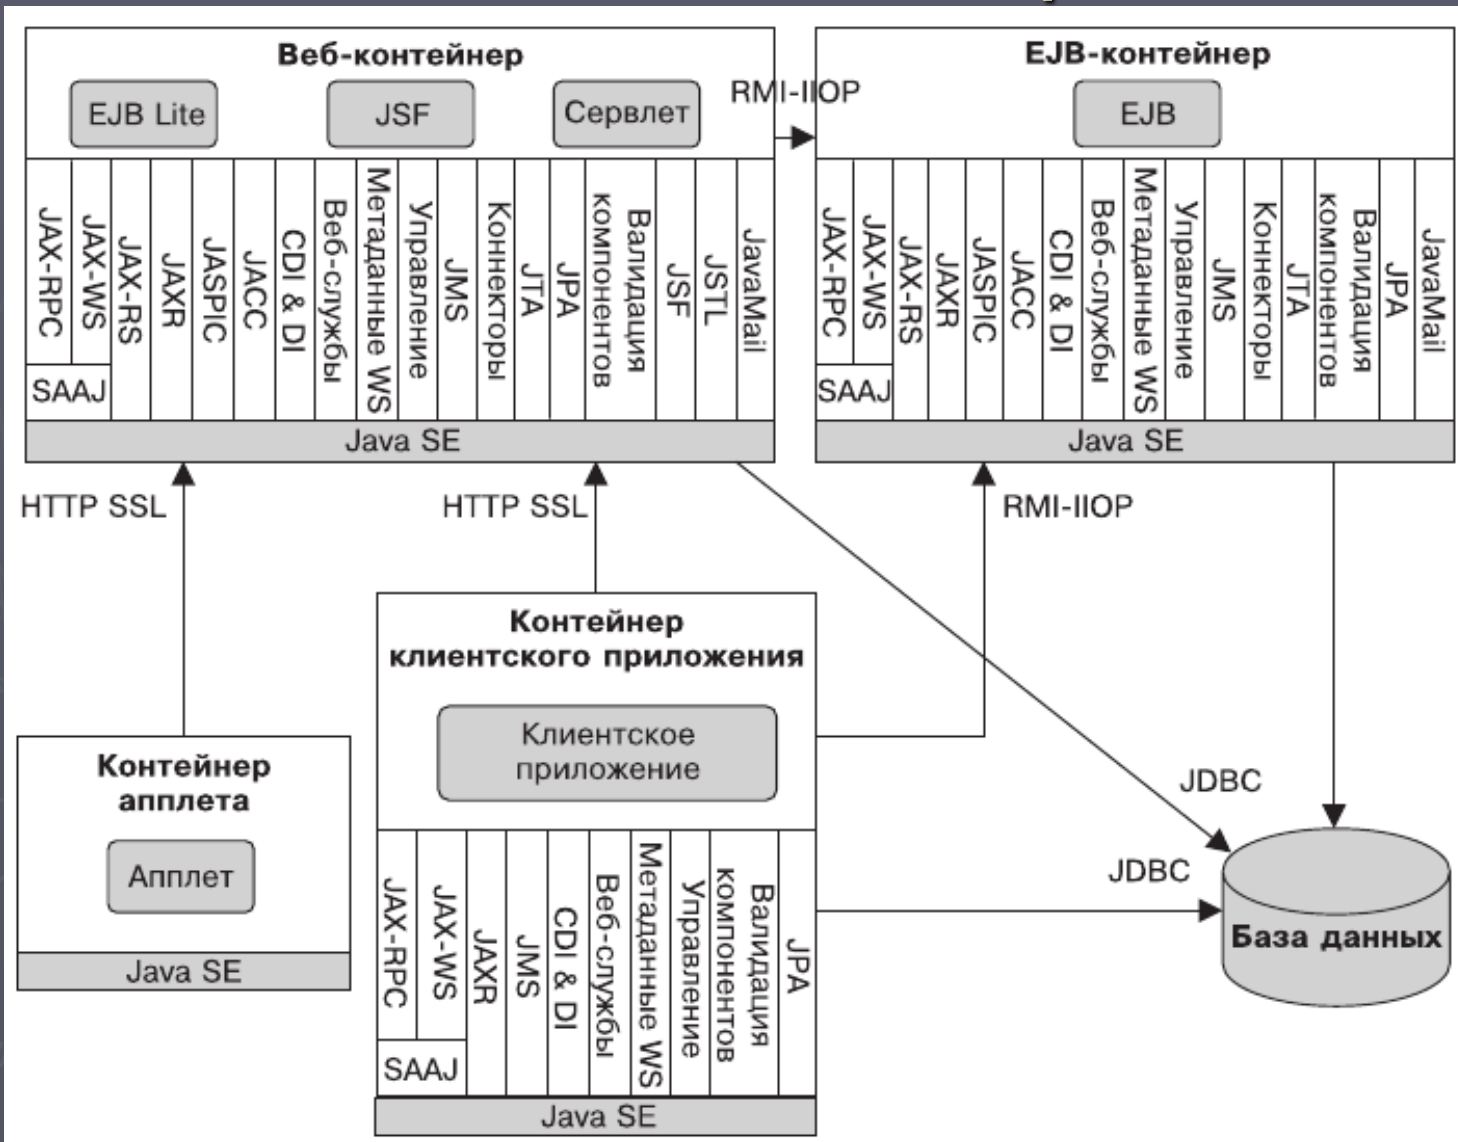 Веб-контейнер
EJB Lite
JSF
Сервлет
JAX-RPC
JAX-WS
SAAJ
JAX-RS
JAXR
JASPIC
JACC
CDI & DI
Веб-службы
Метаданные WS
Управление
JMS
Коннекторы
JTA
JPA
Валидация
компонентов
JSF
JSTL
JavaMail
Java SE
RMI-IIOP
EJB-контейнер
EJB
JAX-RPC
JAX-WS
SAAJ
JAX-RS
JAXR
JASPIC
JACC
CDI & DI
Веб-службы
Метаданные WS
Управление
JMS
Коннекторы
JTA
Валидация
компонентов
JPA
JavaMail
Java SE
HTTP SSL
HTTP SSL
RMI-IIOP
Контейнер
клиентского приложения
Клиентское
приложение
JAX-RPC
JAX-WS
SAAJ
JAXR
JMS
CDI & DI
Веб-службы
Метаданные WS
Управление
Валидация
компонентов
JPA
Java SE
Контейнер
апплета
Апплет
Java SE
JDBC
JDBC
База данных